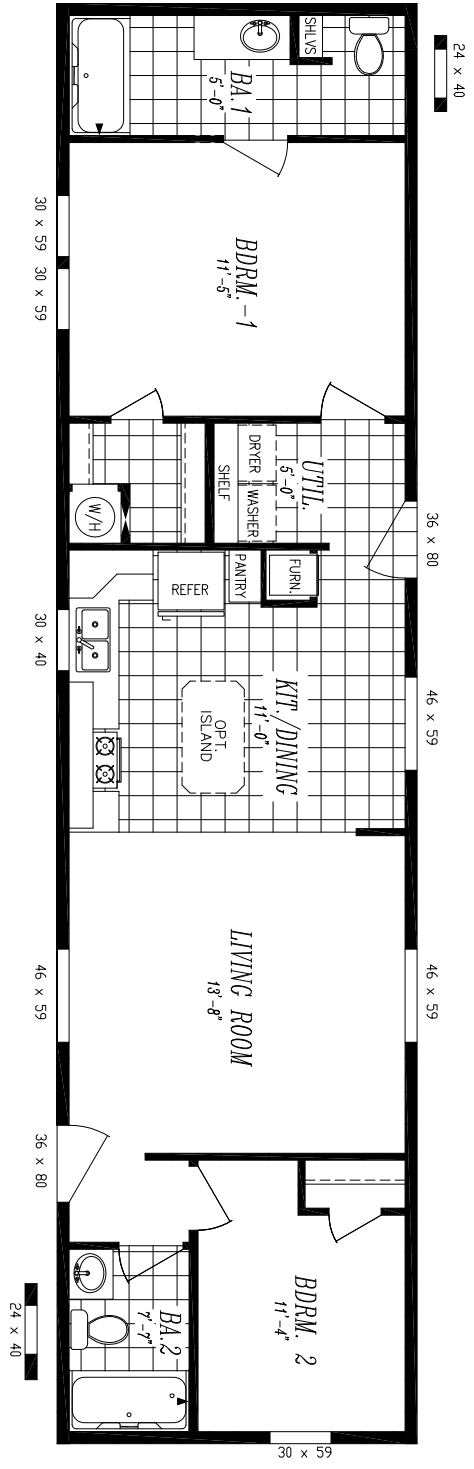 24 x 40
SHLVS
BA.1
5'-0"
30 x 59
30 x 59
BDRM.-1
11'-5"
DRYER
WASHER
SHELF
UTIL.
5'-0"
W/H
36 x 80
FURN.
PANTRY
REFER
30 x 40
46 x 59
KIT./DINING
11'-0"
OPT.
ISLAND
LIVING ROOM
13'-8"
46 x 59
46 x 59
36 x 80
BDRM. 2
11'-4"
BA.2
7'-7"
24 x 40
30 x 59